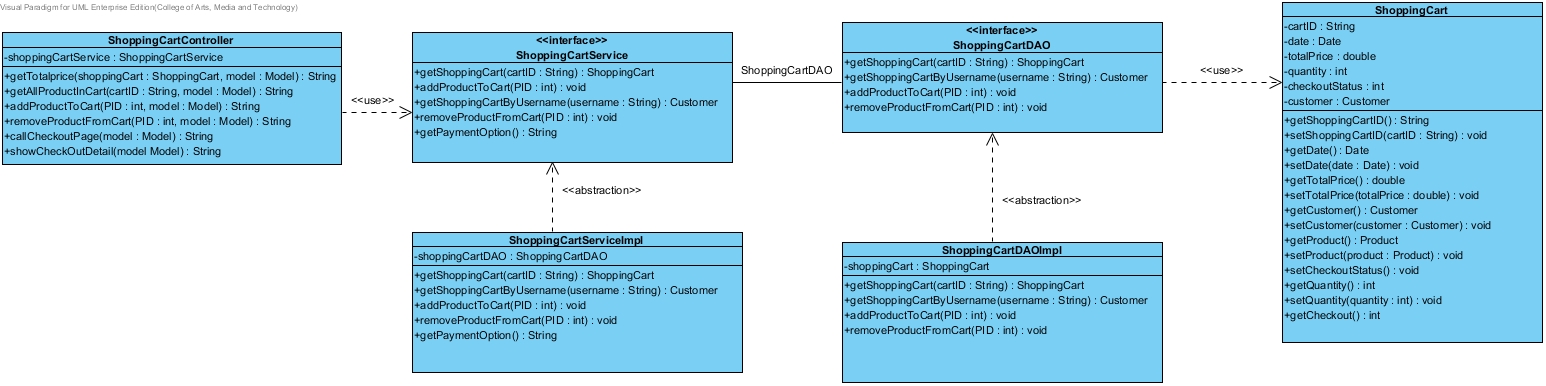 Visual Paradigm for UML Enterprise Edition(College of Arts, Media and Technology)
ShoppingCartController
-shoppingCartService : ShoppingCartService
+getTotalprice(shoppingCart : ShoppingCart, model : Model) : String
+getAllProductInCart(cartID : String, model : Model) : String
+addProductToCart(PID : int, model : Model) : String
+removeProductFromCart(PID : int, model : Model) : String
+callCheckoutPage(model : Model) : String
+showCheckOutDetail(model Model) : String
<<use>>
<<interface>>
ShoppingCartService
+getShoppingCart(cartID : String) : ShoppingCart
+addProductToCart(PID : int) : void
+getShoppingCartByUsername(username : String) : Customer
+removeProductFromCart(PID : int) : void
+getPaymentOption() : String
<<abstraction>>
ShoppingCartServiceImpl
-shoppingCartDAO : ShoppingCartDAO
+getShoppingCart(cartID : String) : ShoppingCart
+getShoppingCartByUsername(username : String) : Customer
+addProductToCart(PID : int) : void
+removeProductFromCart(PID : int) : void
+getPaymentOption() : String
ShoppingCartDAO
<<interface>>
ShoppingCartDAO
+getShoppingCart(cartID : String) : ShoppingCart
+getShoppingCartByUsername(username : String) : Customer
+addProductToCart(PID : int) : void
+removeProductFromCart(PID : int) : void
<<abstraction>>
ShoppingCartDAOImpl
-shoppingCart : ShoppingCart
+getShoppingCart(cartID : String) : ShoppingCart
+getShoppingCartByUsername(username : String) : Customer
+addProductToCart(PID : int) : void
+removeProductFromCart(PID : int) : void
<<use>>
ShoppingCart
-cartID : String
-date : Date
-totalPrice : double
-quantity : int
-checkoutStatus : int
-customer : Customer
+getShoppingCartID() : String
+setShoppingCartID(cartID : String) : void
+getDate() : Date
+setDate(date : Date) : void
+getTotalPrice() : double
+setTotalPrice(totalPrice : double) : void
+getCustomer() : Customer
+setCustomer(customer : Customer) : void
+getProduct() : Product
+setProduct(product : Product) : void
+setCheckoutStatus() : void
+getQuantity() : int
+setQuantity(quantity : int) : void
+getCheckout() : int